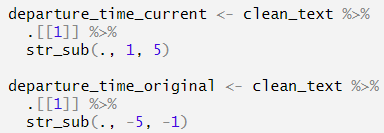 departure_time_current <- clean_text %>%
  .[[1]] %>%
  str_sub(., 1, 5)

departure_time_original <- clean_text %>%
  .[[1]] %>%
  str_sub(., -5, -1)